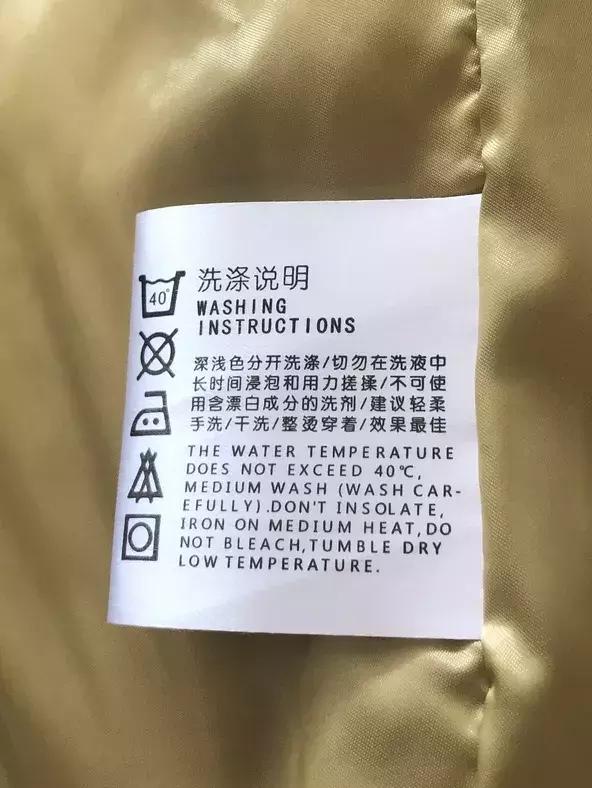 40°
洗涤说明
WASHING
INSTRUCTIONS
深浅色分开洗涤/切勿在洗液中
长时间浸泡和用力搓揉/不可使
用含漂白成分的洗剂/建议轻柔
手洗/干洗/整烫穿着/效果最佳
THE WATER TEMPERATURE
DOES NOT EXCEED 40℃,
MEDIUM WASH (WASH CAR-
EFULLY).DON'T INSOLATE,
IRON ON MEDIUM HEAT,DO
NOT BLEACH,TUMBLE DRY
LOW TEMPERATURE.